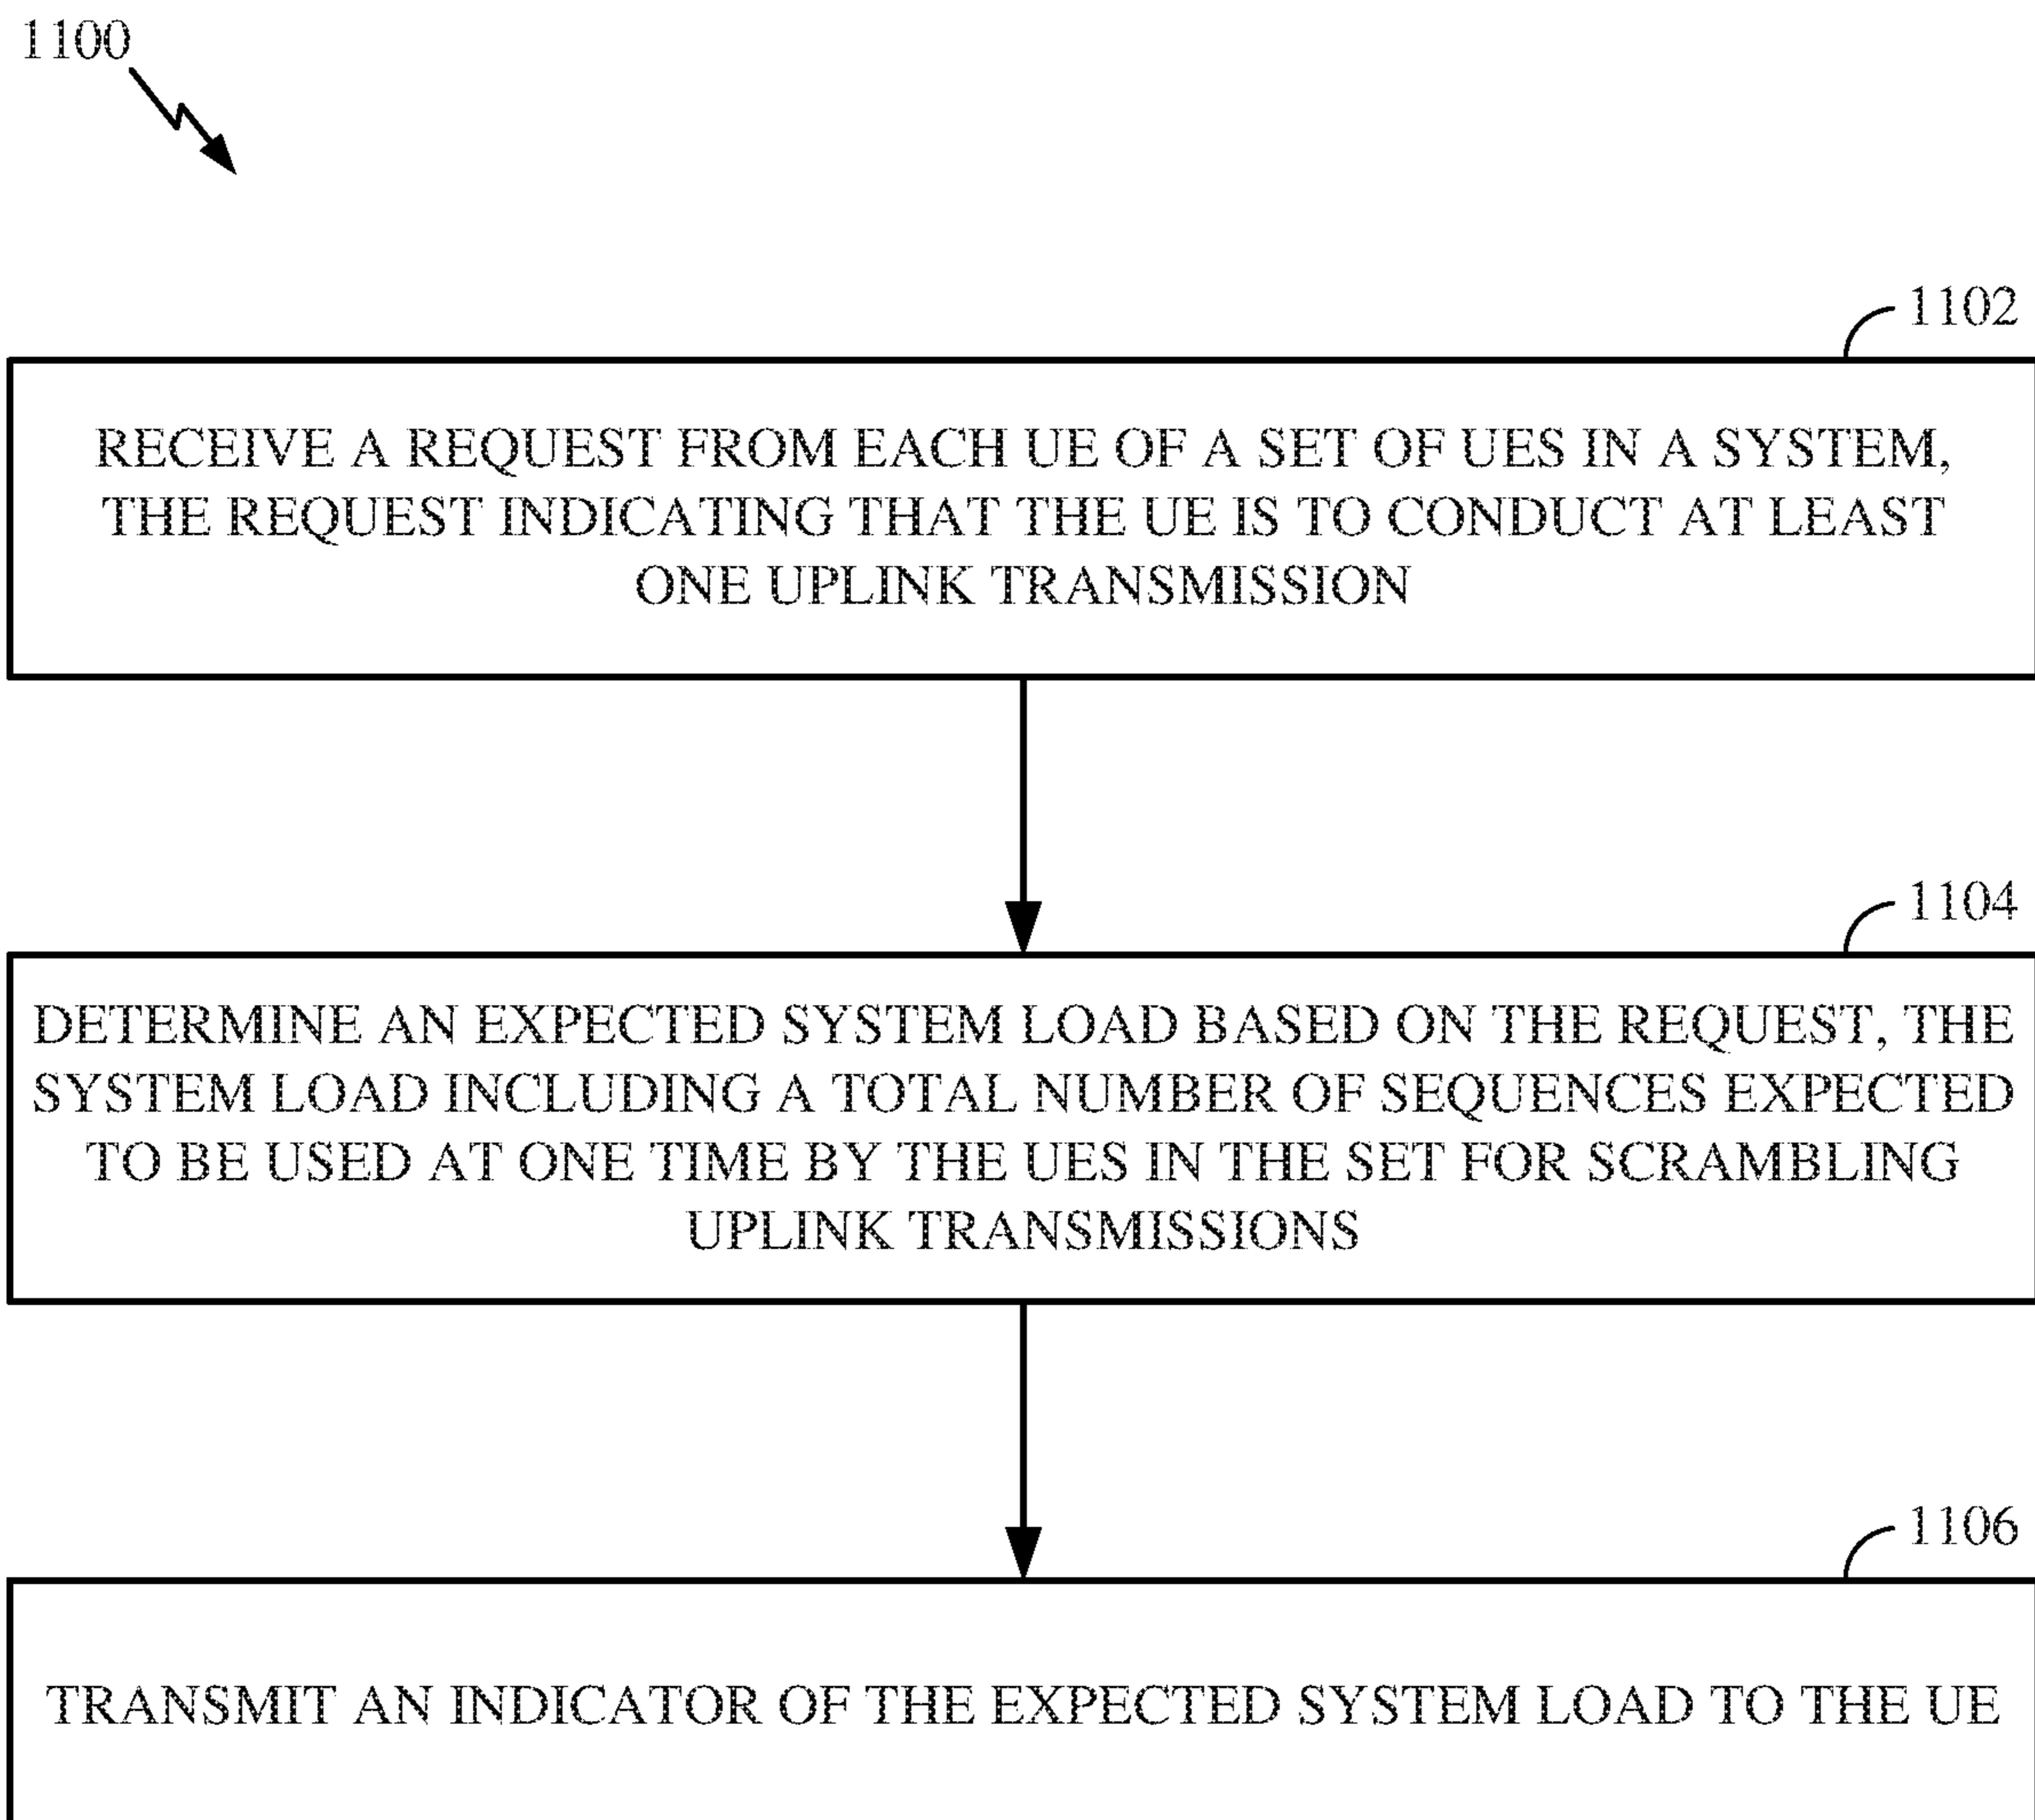 1100
1102
RECEIVE A REQUEST FROM EACH UE OF A SET OF UES IN A SYSTEM,
THE REQUEST INDICATING THAT THE UE IS TO CONDUCT AT LEAST
ONE UPLINK TRANSMISSION
1104
DETERMINE AN EXPECTED SYSTEM LOAD BASED ON THE REQUEST, THE
SYSTEM LOAD INCLUDING A TOTAL NUMBER OF SEQUENCES EXPECTED
TO BE USED AT ONE TIME BY THE UES IN THE SET FOR SCRAMBLING
UPLINK TRANSMISSIONS
1106
TRANSMIT AN INDICATOR OF THE EXPECTED SYSTEM LOAD TO THE UE